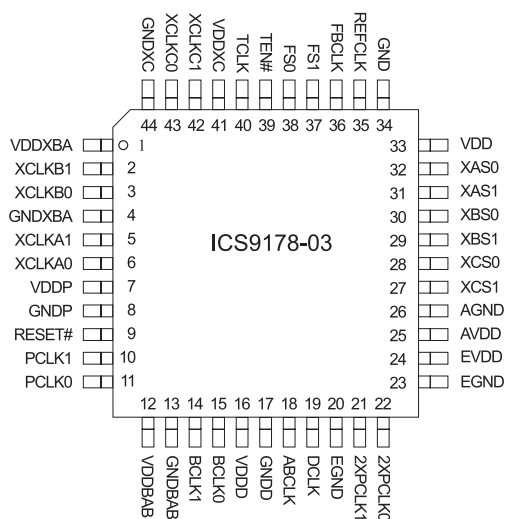 GNDXC XCLKC0 XCLKC1 VDDXC TCLK TEN# FS0 FS1 FBCLK REFCLK GND
44 43 42 41 40 39 38 37 36 35 34
VDDXBA 1 33 VDD
XCLKB1 2 32 XAS0
XCLKB0 3 31 XAS1
GNDXBA 4 30 XBS0
XCLKA1 5 ICS9178-03 29 XBS1
XCLKA0 6 28 XCS0
VDDP 7 27 XCS1
GNDP 8 26 AGND
RESET# 9 25 AVDD
PCLK1 10 24 EVDD
PCLK0 11 23 EGND
12 13 14 15 16 17 18 19 20 21 22
VDDBAB GNDBAB BCLK1 BCLK0 VDDD GNDD ABCLK DCLK EGND 2XPCLK1 2XPCLK0